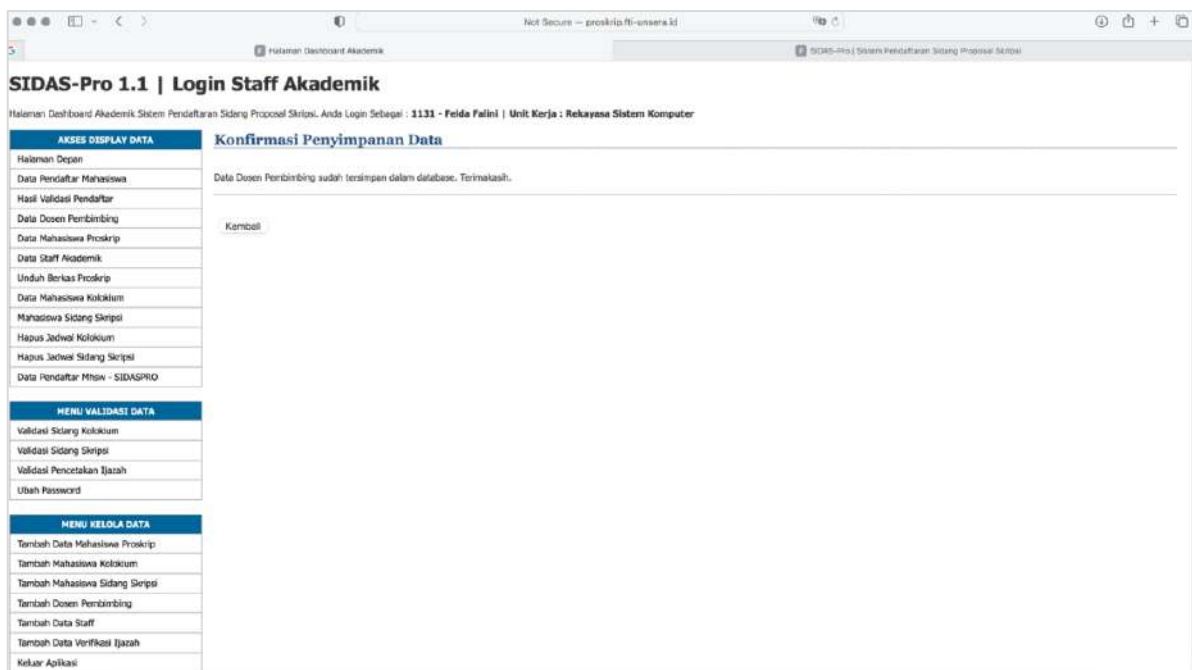 Not Secure — proskrip.fti-unsera.id
Halaman Dashboard Akademik
SIDAS-Pro | Sistem Pendaftaran Sidang Proposal Skripsi
SIDAS-Pro 1.1 | Login Staff Akademik
Halaman Dashboard Akademik Sistem Pendaftaran Sidang Proposal Skripsi. Anda Login Sebagai : 1131 - Feida Falini | Unit Kerja : Rekayasa Sistem Komputer
AKSES DISPLAY DATA
Halaman Depan
Data Pendaftar Mahasiswa
Hasil Validasi Pendaftar
Data Dosen Pembimbing
Data Mahasiswa Proskrip
Data Staff Akademik
Unduh Berkas Proskrip
Data Mahasiswa Kolokium
Mahasiswa Sidang Skripsi
Hapus Jadwal Kolokium
Hapus Jadwal Sidang Skripsi
Data Pendaftar Mhsw - SIDASPRO
MENU VALIDASI DATA
Validasi Sidang Kolokium
Validasi Sidang Skripsi
Validasi Pencetakan Ijazah
Ubah Password
MENU KELOLA DATA
Tambah Data Mahasiswa Proskrip
Tambah Mahasiswa Kolokium
Tambah Mahasiswa Sidang Skripsi
Tambah Dosen Pembimbing
Tambah Data Staff
Tambah Data Verifikasi Ijazah
Keluar Aplikasi
Konfirmasi Penyimpanan Data
Data Dosen Pembimbing sudah tersimpan dalam database. Terimakasih.
Kembali